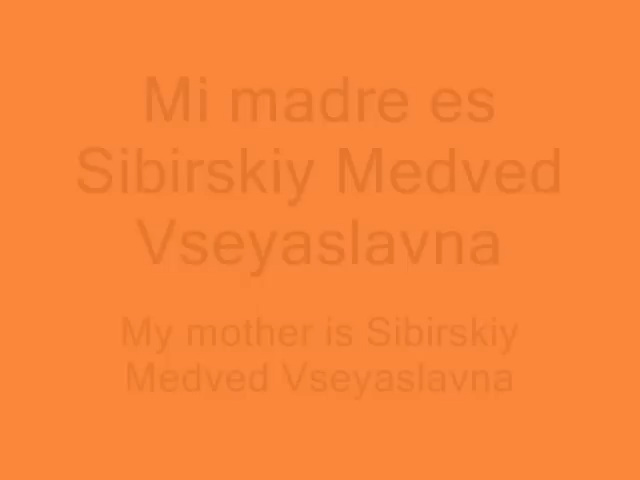 Mi madre es
Sibirskiy Medved
Vseyaslavna
My mother is Sibirskiy
Medved Vseyaslavna